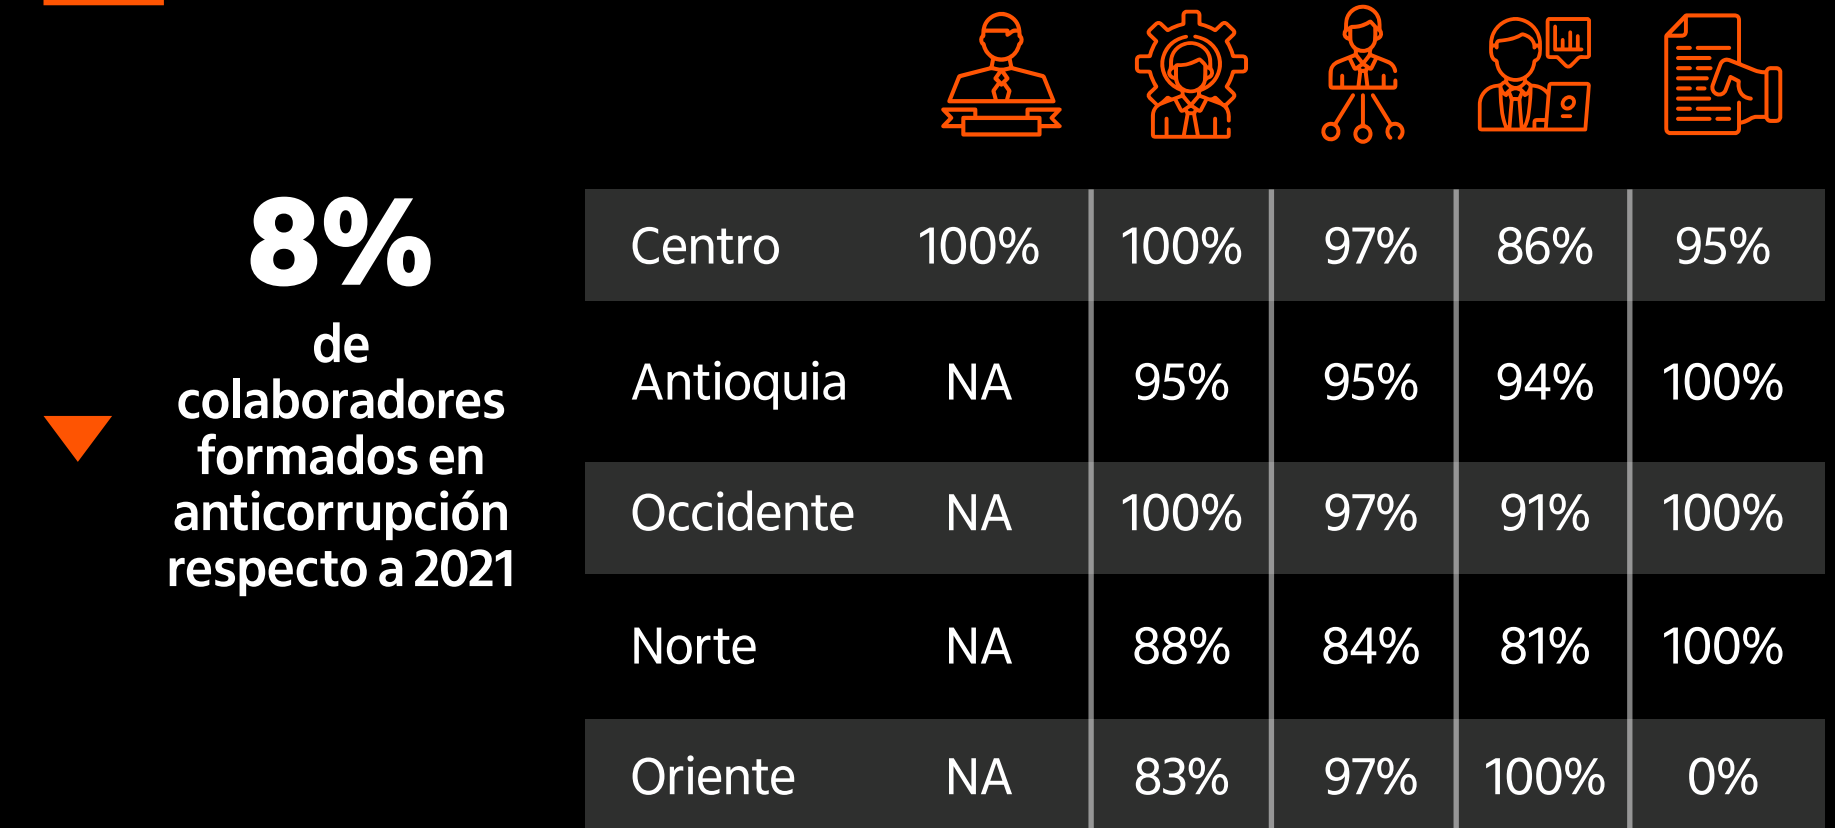 8%
de
colaboradores
formados en
anticorrupción
respecto a 2021
Centro 100% 100% 97% 86% 95%
Antioquia NA 95% 95% 94% 100%
Occidente NA 100% 97% 91% 100%
Norte NA 88% 84% 81% 100%
Oriente NA 83% 97% 100% 0%